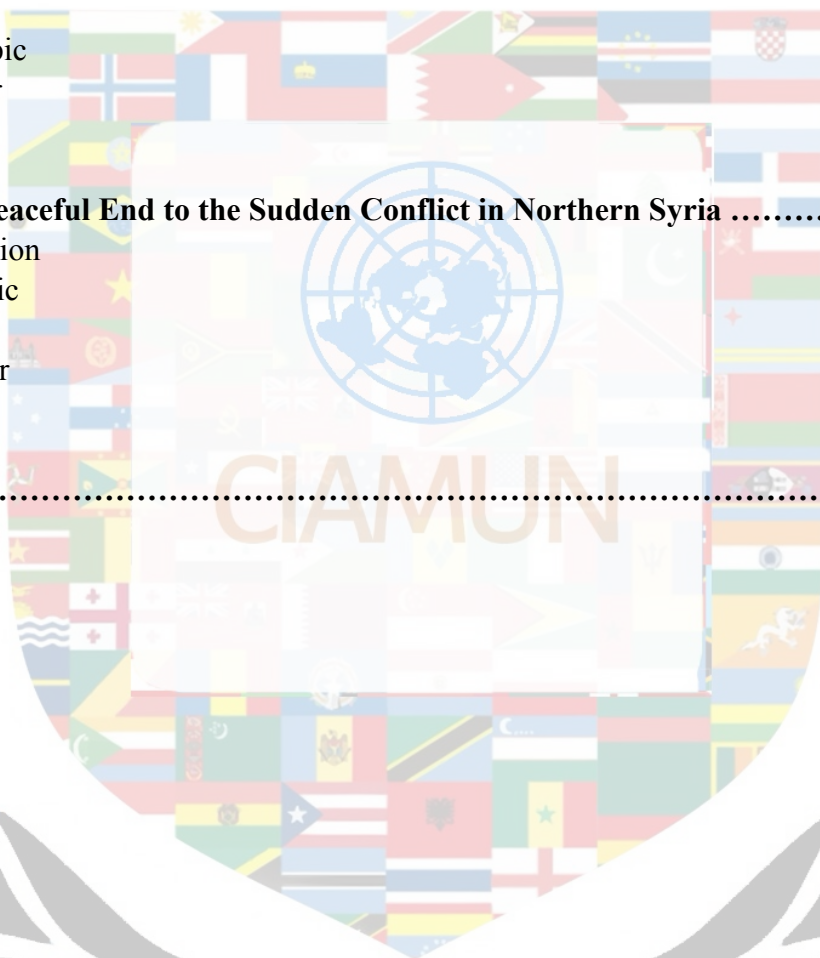 pic
eaceful End to the Sudden Conflict in Northern Syria ………
ion
ic
r
……………………………………………………………………
CIAMUN